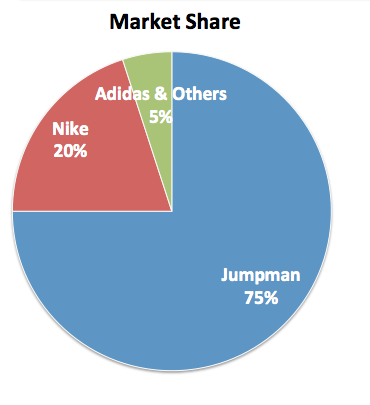 Market Share
Adidas & Others
5%
Nike
20%
Jumpman
75%